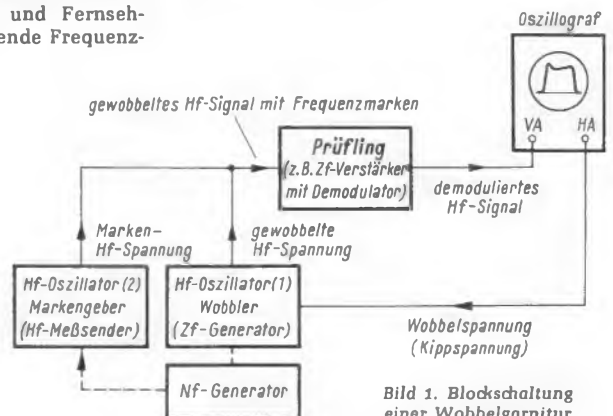 und Fernseh-
ende Frequenz-
Oszillograf
VA HA
gewobbeltes Hf-Signal mit Frequenzmarken
Prüfling
(z.B. Zf-Verstärker
mit Demodulator)
demoduliertes
Hf-Signal
Marken-
Hf-Spannung
gewobbelte
Hf-Spannung
Hf-Oszillator (2)
Markengeber
(Hf-Meßsender)
Hf-Oszillator (1)
Wobbler
(Zf-Generator)
Wobbelspannung
(Kippspannung)
Nf-Generator
Bild 1. Blockschaltung
einer Wobbelgarnitur